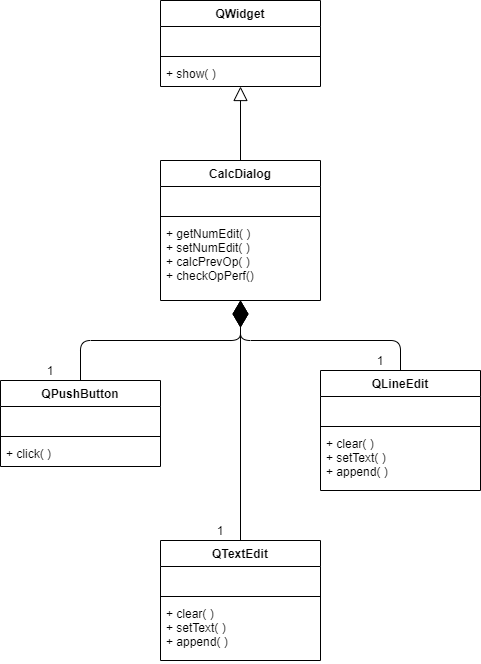 QWidget
+ show( )
CalcDialog
+ getNumEdit( )
+ setNumEdit( )
+ calcPrevOp( )
+ checkOpPerf()
1
QPushButton
+ click( )
1
QLineEdit
+ clear( )
+ setText( )
+ append( )
1
QTextEdit
+ clear( )
+ setText( )
+ append( )